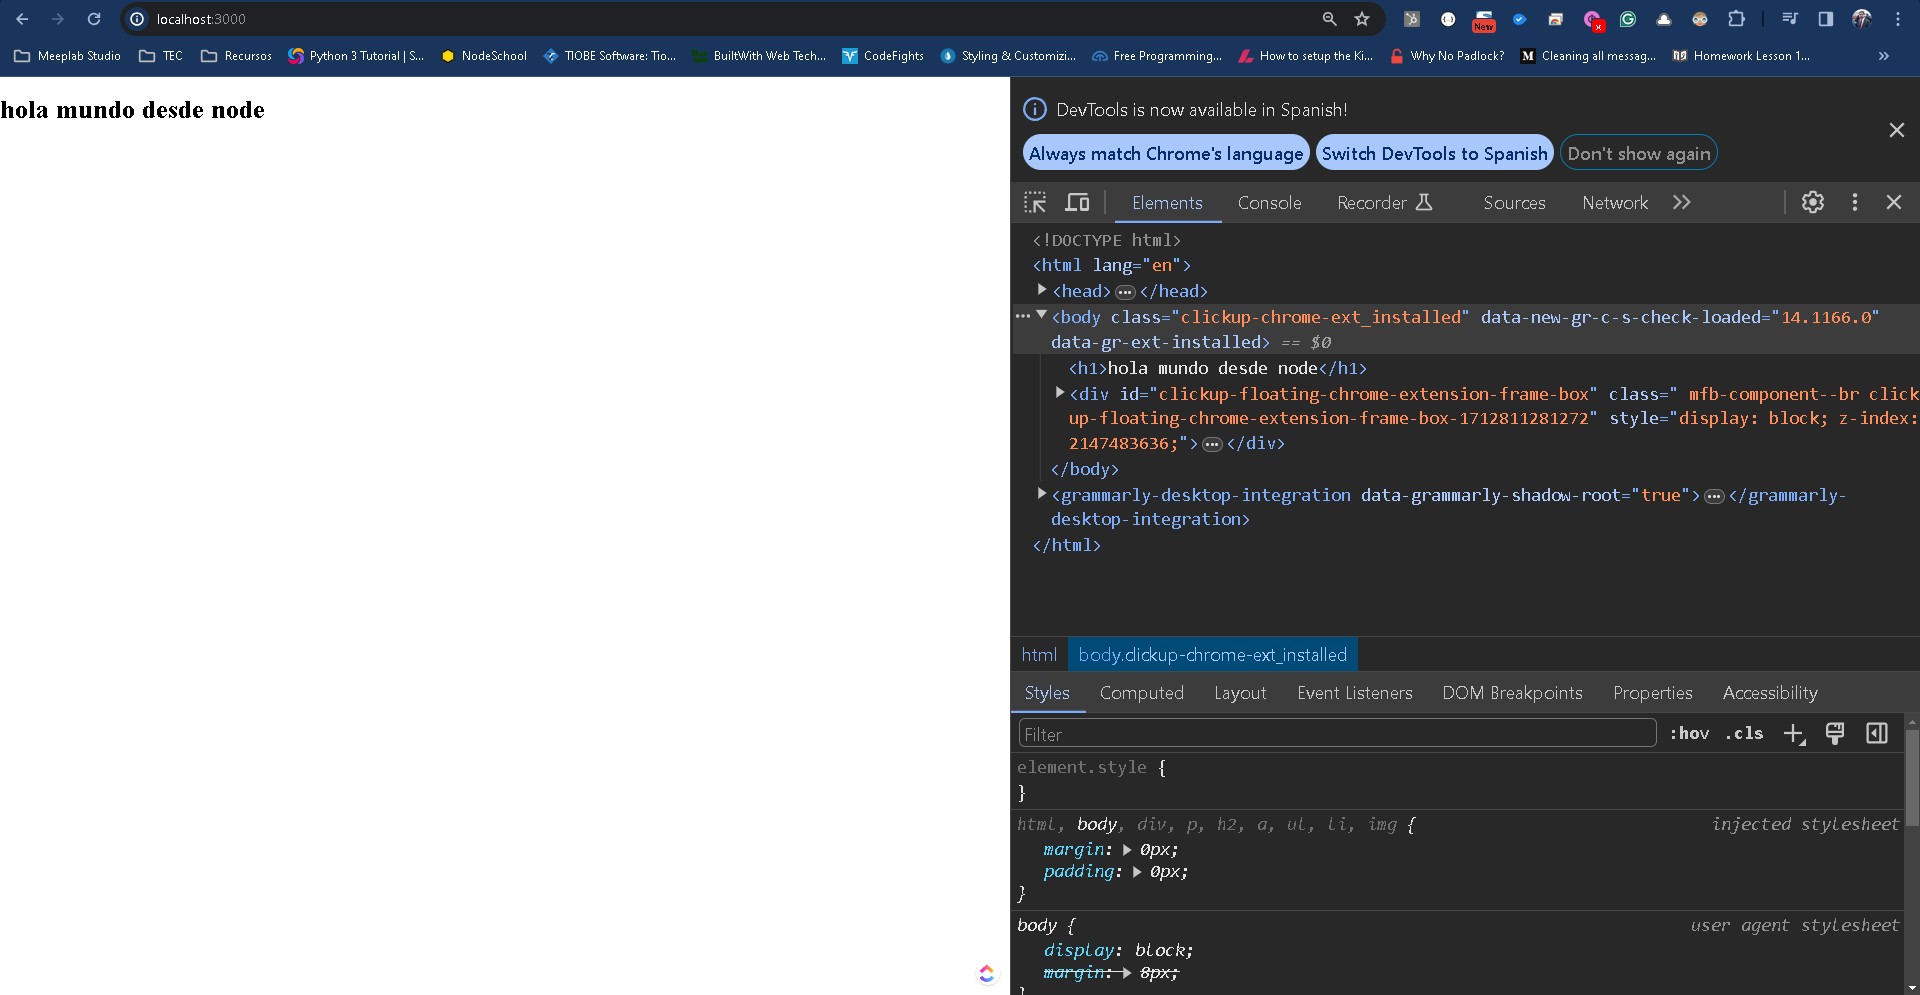 localhost:3000
New
Meeplab Studio
TEC
Recursos
Python 3 Tutorial | S...
NodeSchool
TIOBE Software: Tio...
BuiltWith Web Tech...
CodeFights
Styling & Customizi...
Free Programming...
How to setup the Ki...
Why No Padlock?
Cleaning all messag...
Homework Lesson 1...
hola mundo desde node
DevTools is now available in Spanish!
Always match Chrome's language
Switch DevTools to Spanish
Don't show again
Elements
Console
Recorder
Sources
Network
<!DOCTYPE html>
<html lang="en">
<head>
</head>
<body class="clickup-chrome-ext_installed" data-new-gr-c-s-check-loaded="14.1166.0"
data-gr-ext-installed> == $0
<h1>hola mundo desde node</h1>
<div id="clickup-floating-chrome-extension-frame-box" class=" mfb-component--br click
up-floating-chrome-extension-frame-box-1712811281272" style="display: block; z-index:
2147483636;">
</div>
</body>
<grammarly-desktop-integration data-grammarly-shadow-root="true">
</grammarly-
desktop-integration>
</html>
html
body.clickup-chrome-ext_installed
Styles
Computed
Layout
Event Listeners
DOM Breakpoints
Properties
Accessibility
Filter
:hov
.cls
element.style {
}
html, body, div, p, h2, a, ul, li, img {
injected stylesheet
margin: 0px;
padding: 0px;
}
body {
user agent stylesheet
display: block;
margin: 8px;
}